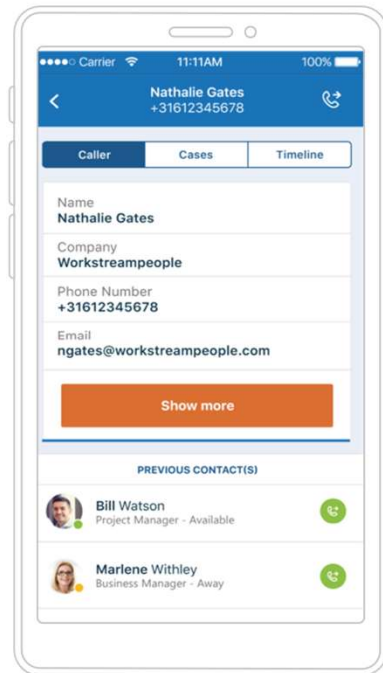 Carrier 11:11AM 100%
Nathalie Gates
+31612345678
Caller Cases Timeline
Name
Nathalie Gates
Company
Workstreampeople
Phone Number
+31612345678
Email
ngates@workstreampeople.com
Show more
PREVIOUS CONTACT(S)
Bill Watson
Project Manager - Available
Marlene Withley
Business Manager - Away